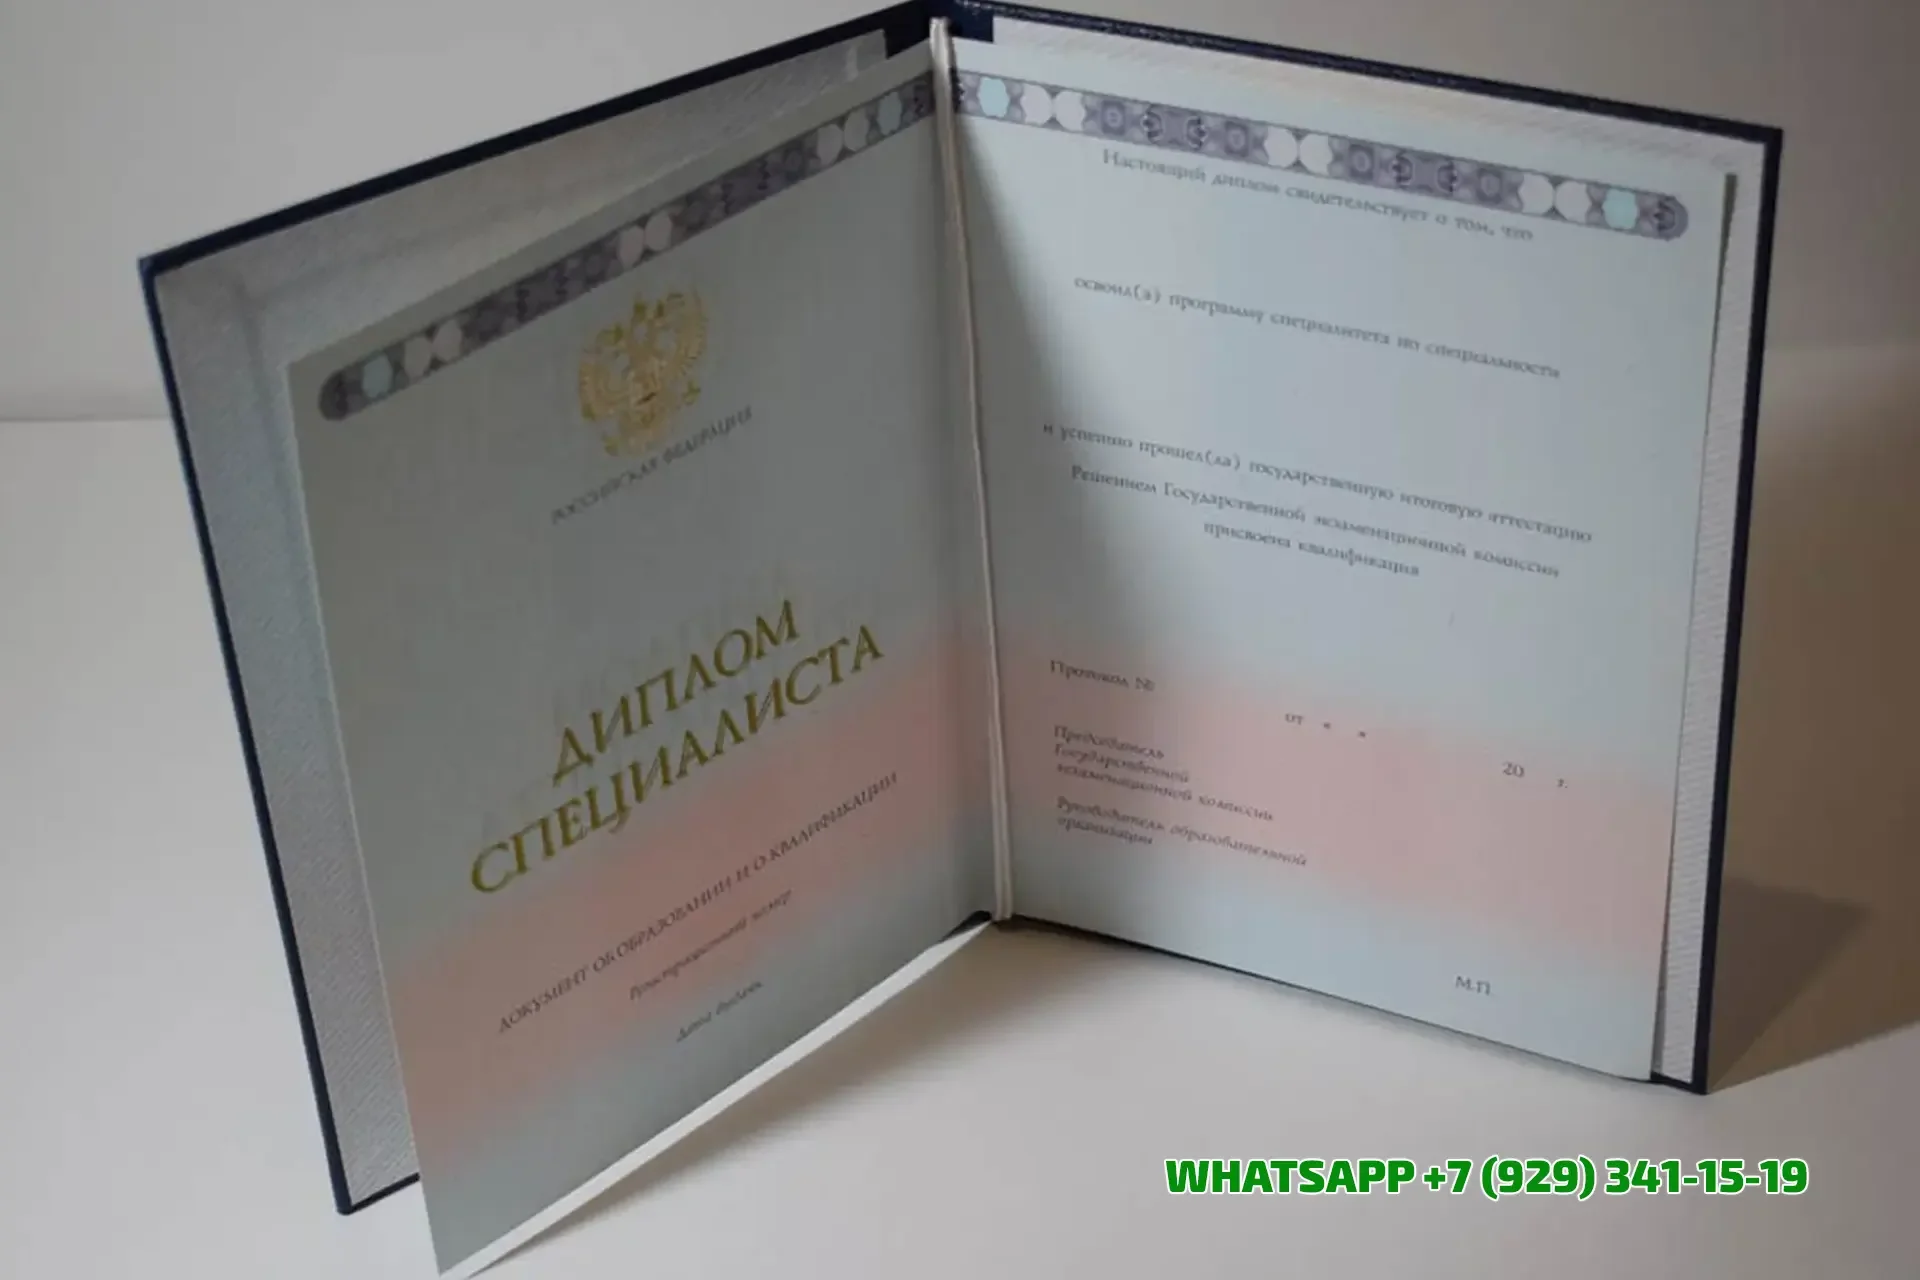 РОССИЙСКАЯ ФЕДЕРАЦИЯ
ДИПЛОМ
СПЕЦИАЛИСТА
ДОКУМЕНТ ОБ ОБРАЗОВАНИИ И О КВАЛИФИКАЦИИ
Регистрационный номер
Дата выдачи
Настоящий диплом свидетельствует о том, что
освоил(а) программу специалитета по специальности
и успешно прошел(ла) государственную итоговую аттестацию
Решением Государственной экзаменационной комиссии
присвоена квалификация
Протокол №
от « »
20 г.
Председатель
Государственной
экзаменационной комиссии
Руководитель образовательной
организации
М.П.
WHATSAPP +7 (929) 341-15-19